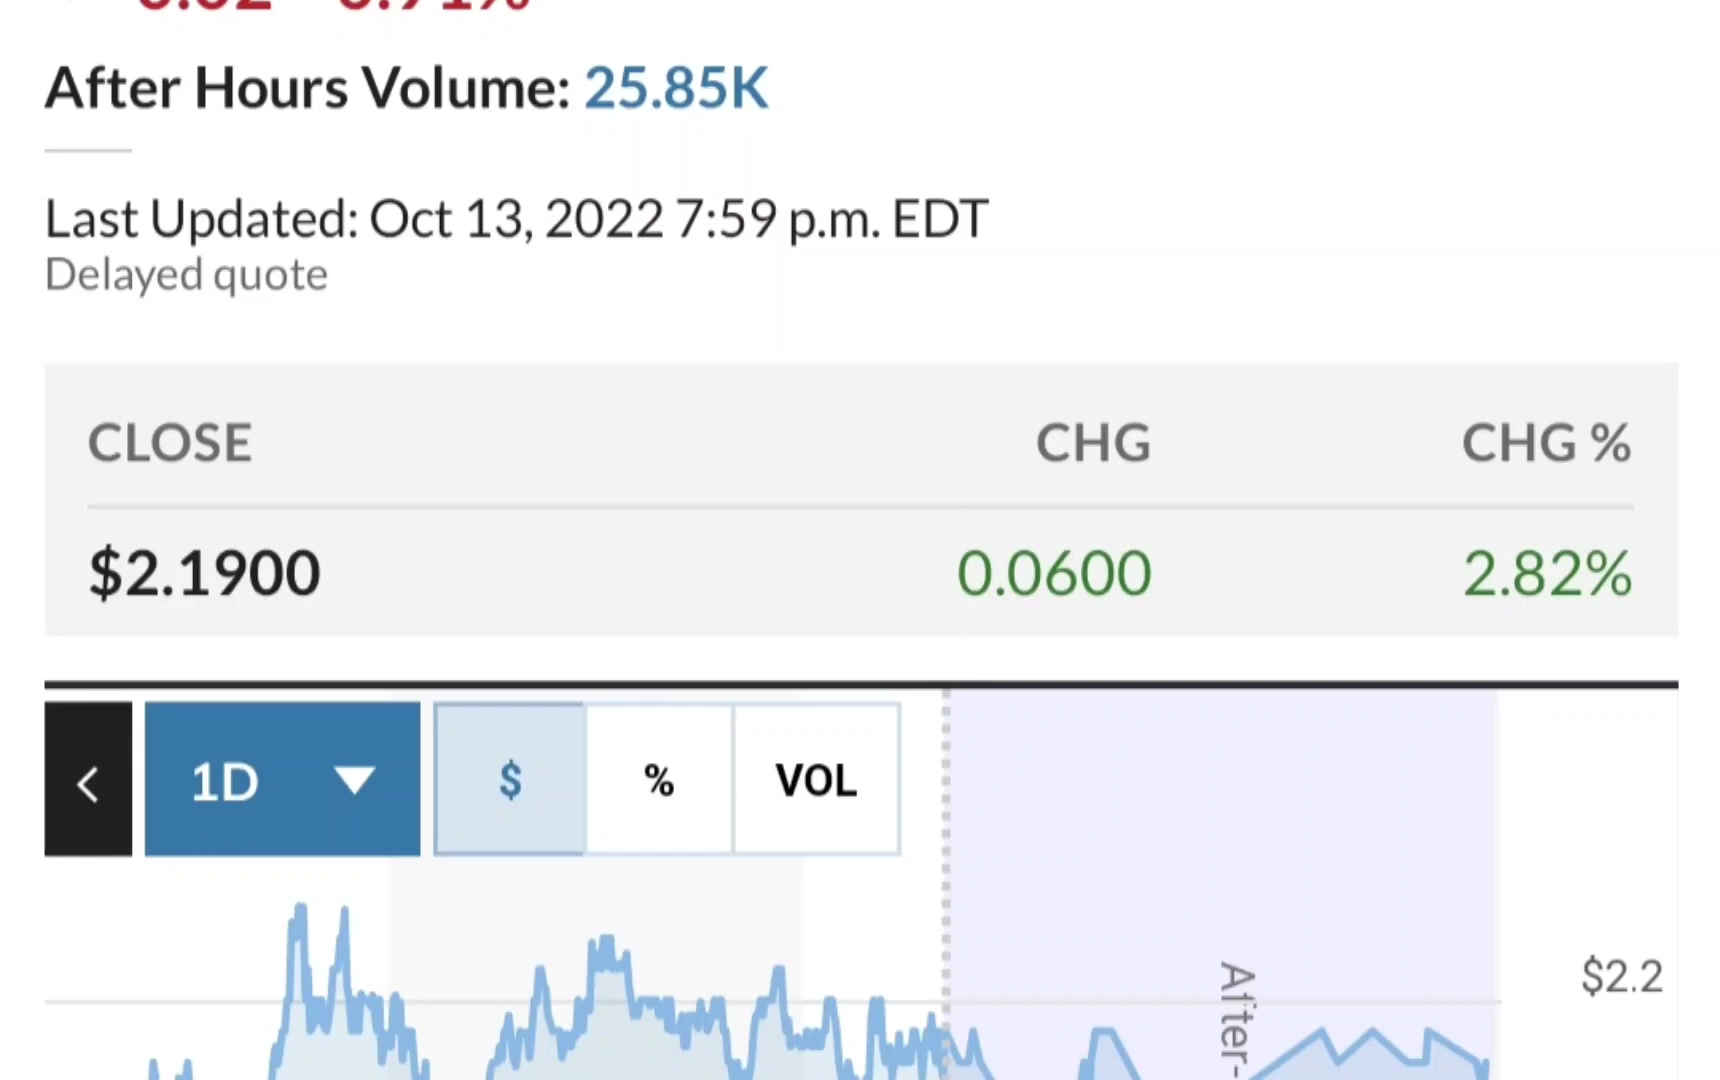 After Hours Volume: 25.85K
Last Updated: Oct 13, 2022 7:59 p.m. EDT
Delayed quote
CLOSE CHG CHG %
$2.1900 0.0600 2.82%
1D $ % VOL
$2.2
After-